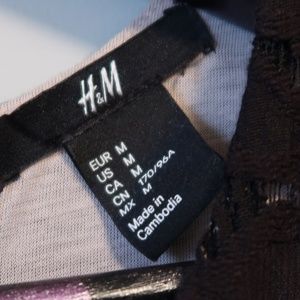 H&M
EUR M
US M
CA M
CN 170/96A
MX M
Made in
Cambodia